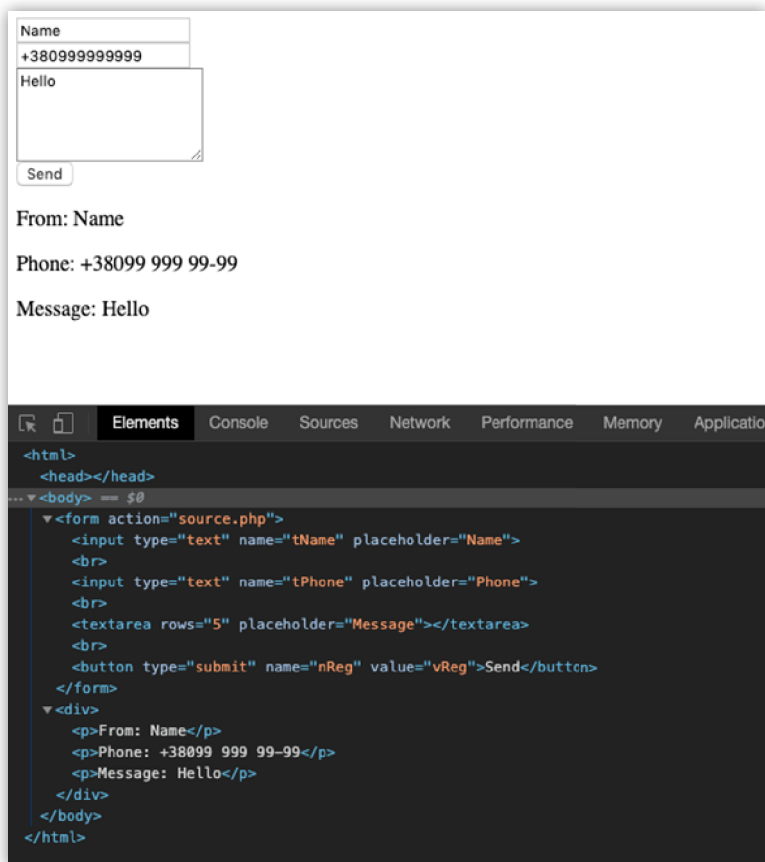 Name
+380999999999
Hello
Send
From: Name
Phone: +38099 999 99-99
Message: Hello
Elements Console Sources Network Performance Memory Applicatio
<html>
<head></head>
... ▼<body> == $0
▼<form action="source.php">
<input type="text" name="tName" placeholder="Name">
<br>
<input type="text" name="tPhone" placeholder="Phone">
<br>
<textarea rows="5" placeholder="Message"></textarea>
<br>
<button type="submit" name="nReg" value="vReg">Send</button>
</form>
▼<div>
<p>From: Name</p>
<p>Phone: +38099 999 99-99</p>
<p>Message: Hello</p>
</div>
</body>
</html>